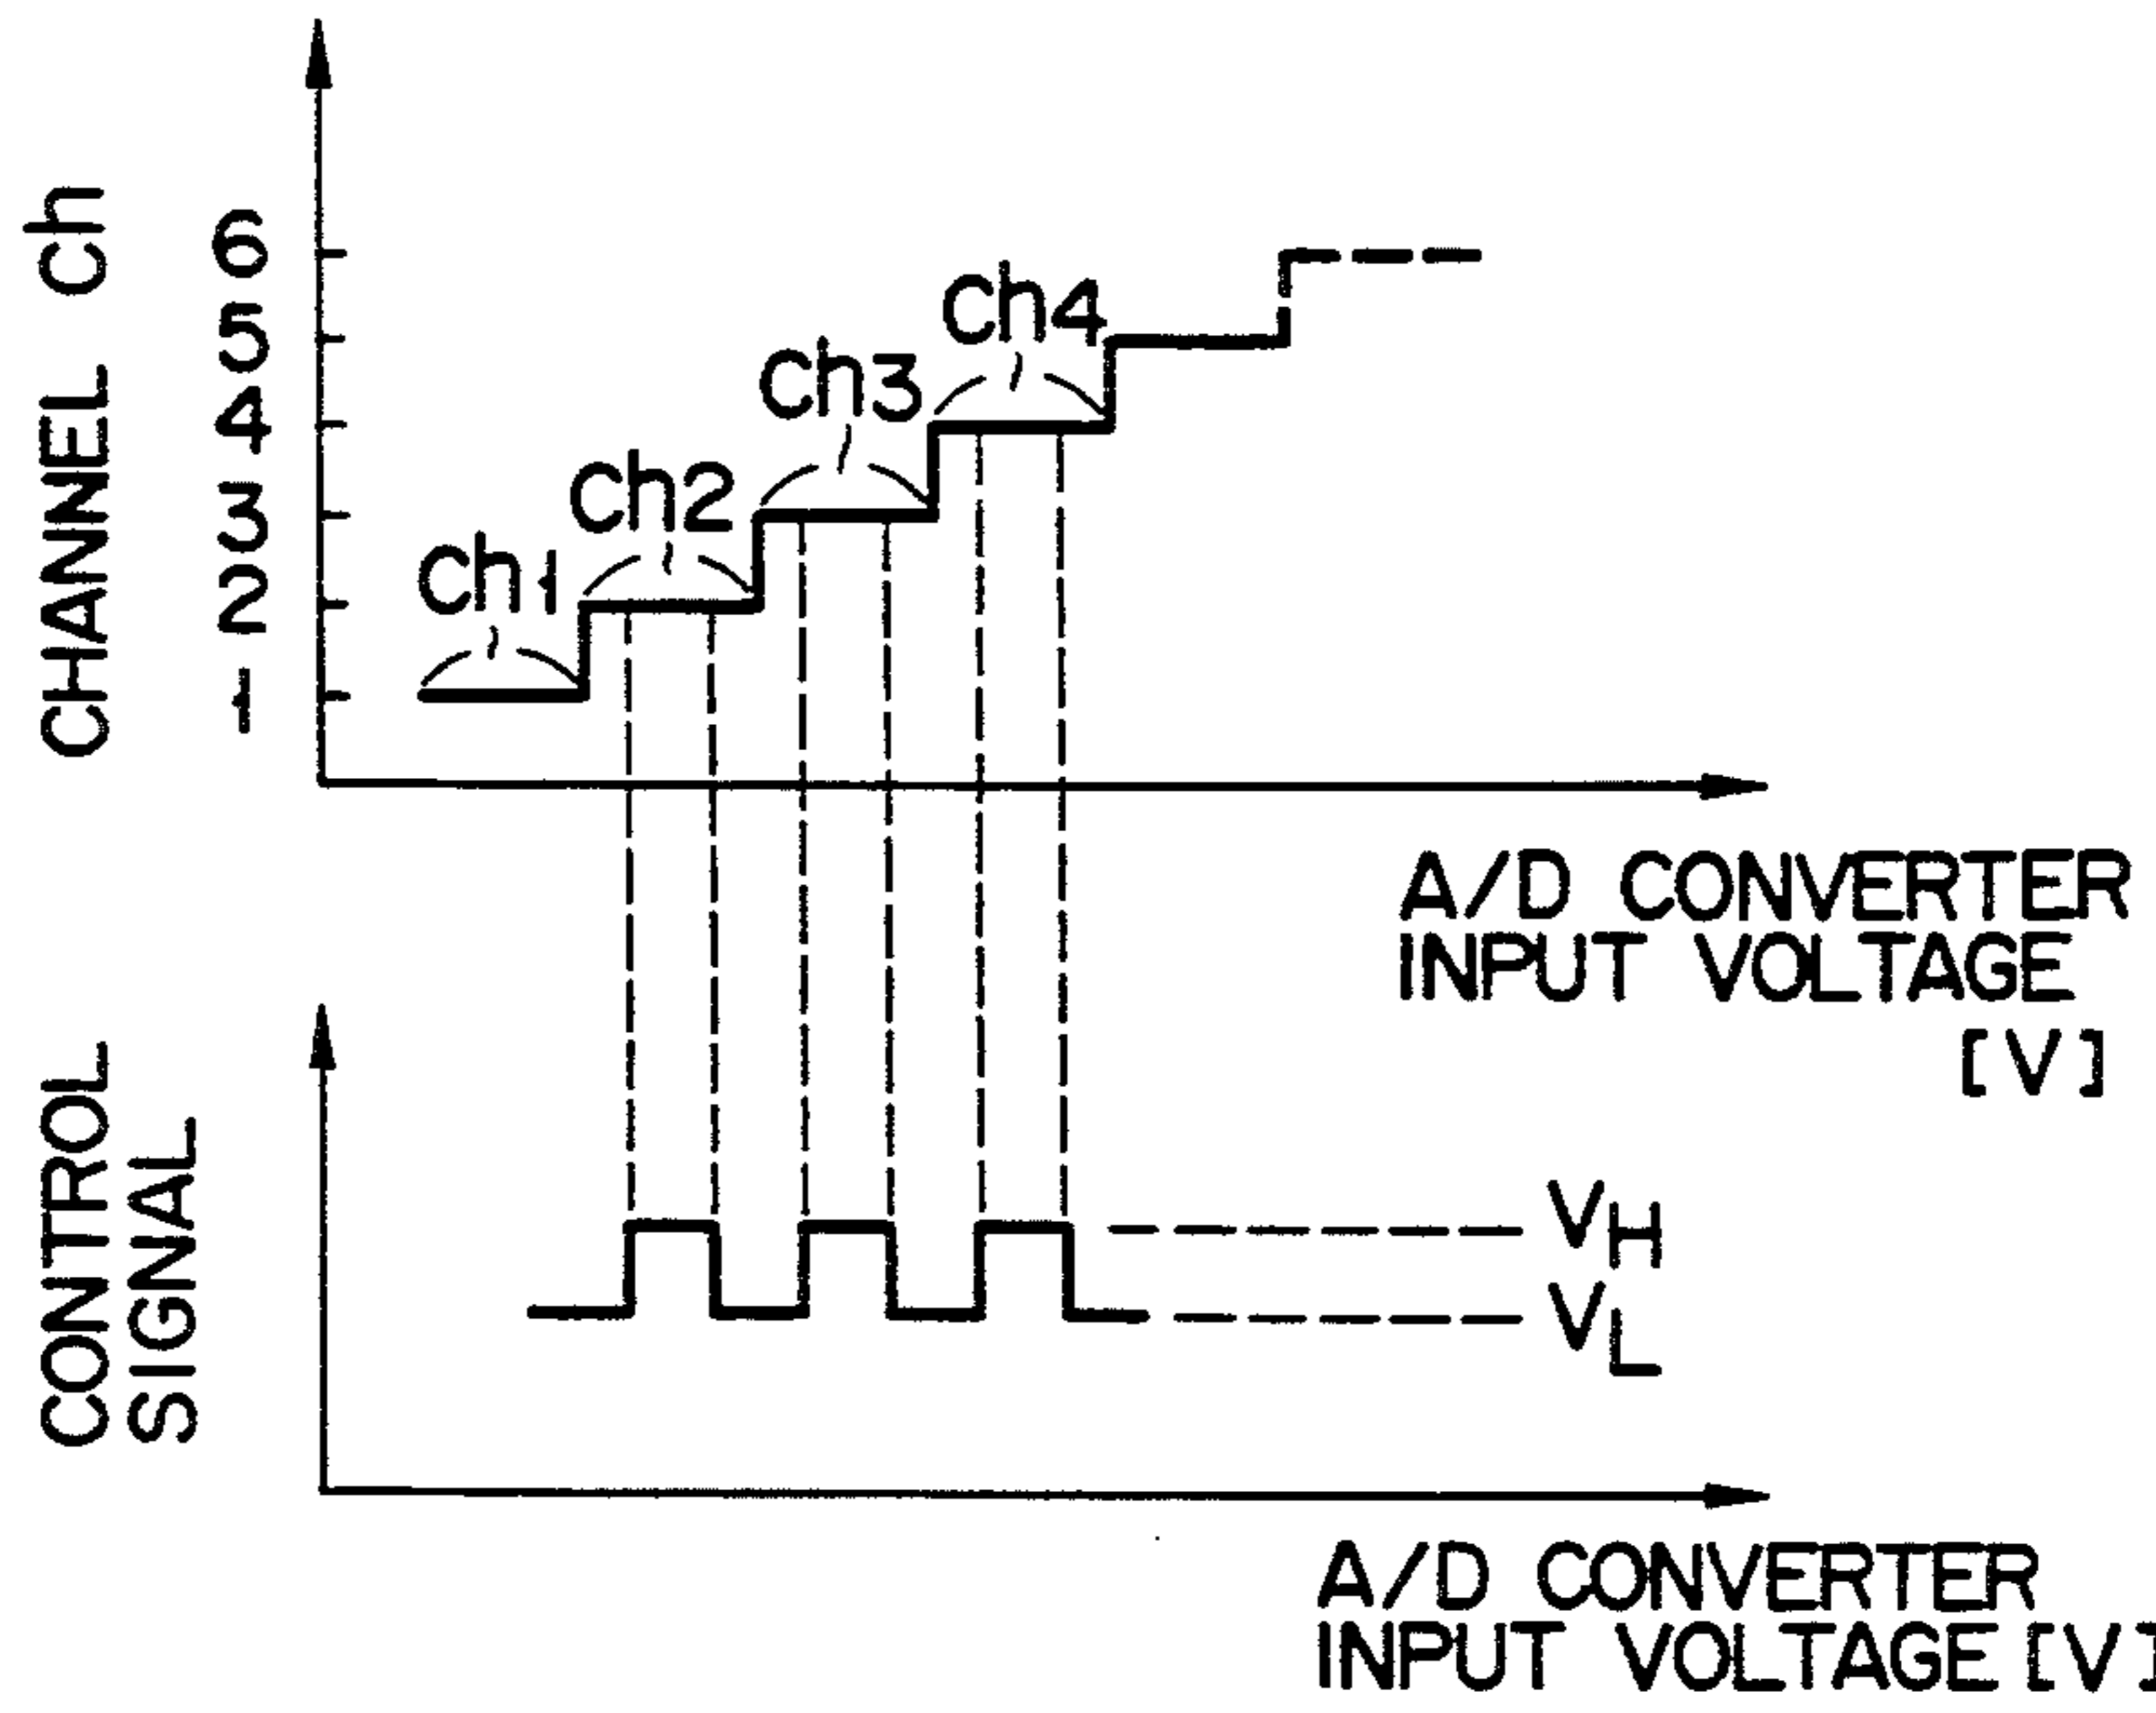 CHANNEL Ch
6
5
4
3
2
1
Ch1
Ch2
Ch3
Ch4
A/D CONVERTER
INPUT VOLTAGE
[V]
CONTROL
SIGNAL
VH
VL
A/D CONVERTER
INPUT VOLTAGE [V]